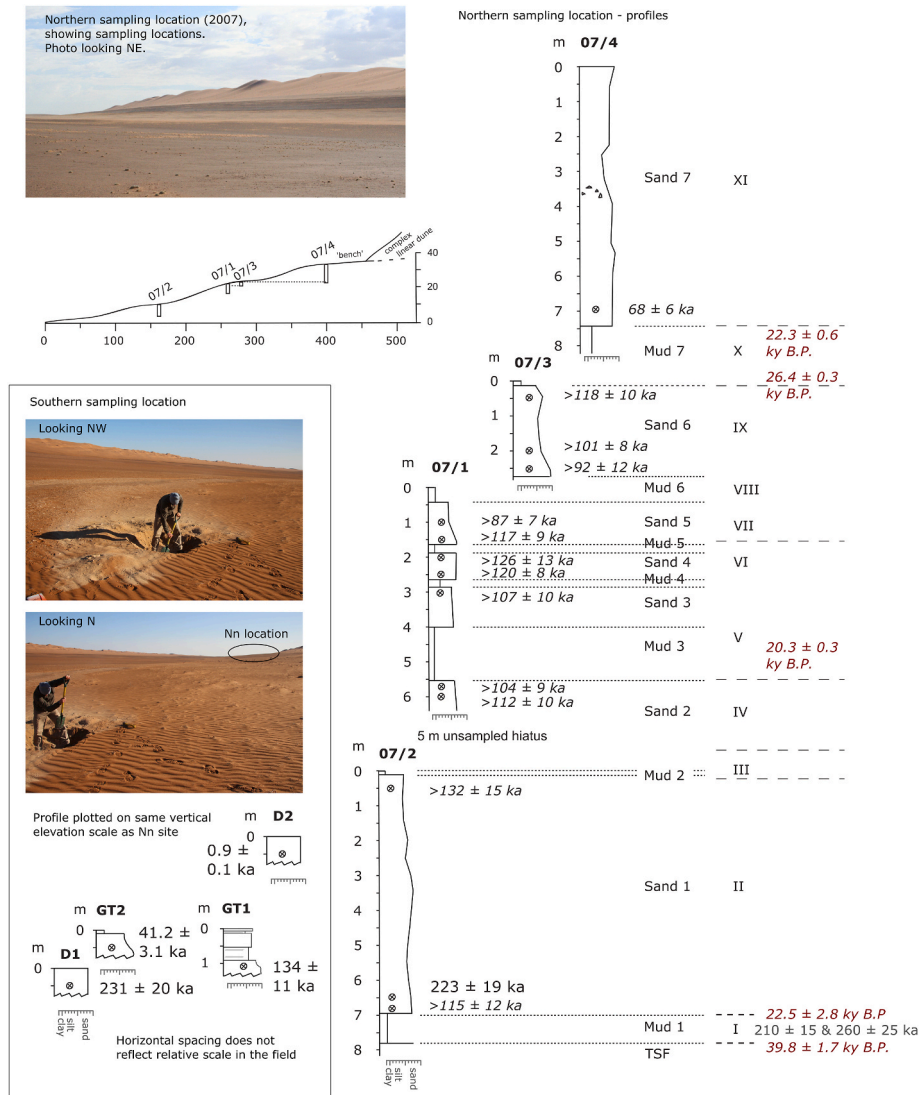 Northern sampling location (2007),
showing sampling locations.
Photo looking NE.
Northern sampling location - profiles
m 07/4
0
1
2
3
4
5
6
7
8
Sand 7 XI
68 ± 6 ka
Mud 7 X
22.3 ± 0.6
ky B.P.
26.4 ± 0.3
ky B.P.
07/2
07/1
07/3
07/4
'bench'
complex
linear dune
40
20
0
0 100 200 300 400 500
m 07/3
0
1
2
>118 ± 10 ka
Sand 6 IX
>101 ± 8 ka
>92 ± 12 ka
Mud 6 VIII
m 07/1
0
1
2
3
4
5
6
>87 ± 7 ka
Sand 5 VII
>117 ± 9 ka
Mud 5
>126 ± 13 ka
Sand 4 VI
>120 ± 8 ka
Mud 4
>107 ± 10 ka
Sand 3
Mud 3 V
20.3 ± 0.3
ky B.P.
>104 ± 9 ka
>112 ± 10 ka
Sand 2 IV
5 m unsampled hiatus
m 07/2
0
1
2
3
4
5
6
7
8
Mud 2 III
>132 ± 15 ka
Sand 1 II
223 ± 19 ka
>115 ± 12 ka
22.5 ± 2.8 ky B.P
Mud 1 I 210 ± 15 & 260 ± 25 ka
39.8 ± 1.7 ky B.P.
TSF
clay
silt
sand
Southern sampling location
Looking NW
Looking N
Nn location
Profile plotted on same vertical
elevation scale as Nn site
m D2
0
0.9 ±
0.1 ka
m GT2
0
41.2 ±
3.1 ka
m GT1
0
1
134 ±
11 ka
m D1
0
231 ± 20 ka
clay
silt
sand
Horizontal spacing does not
reflect relative scale in the field